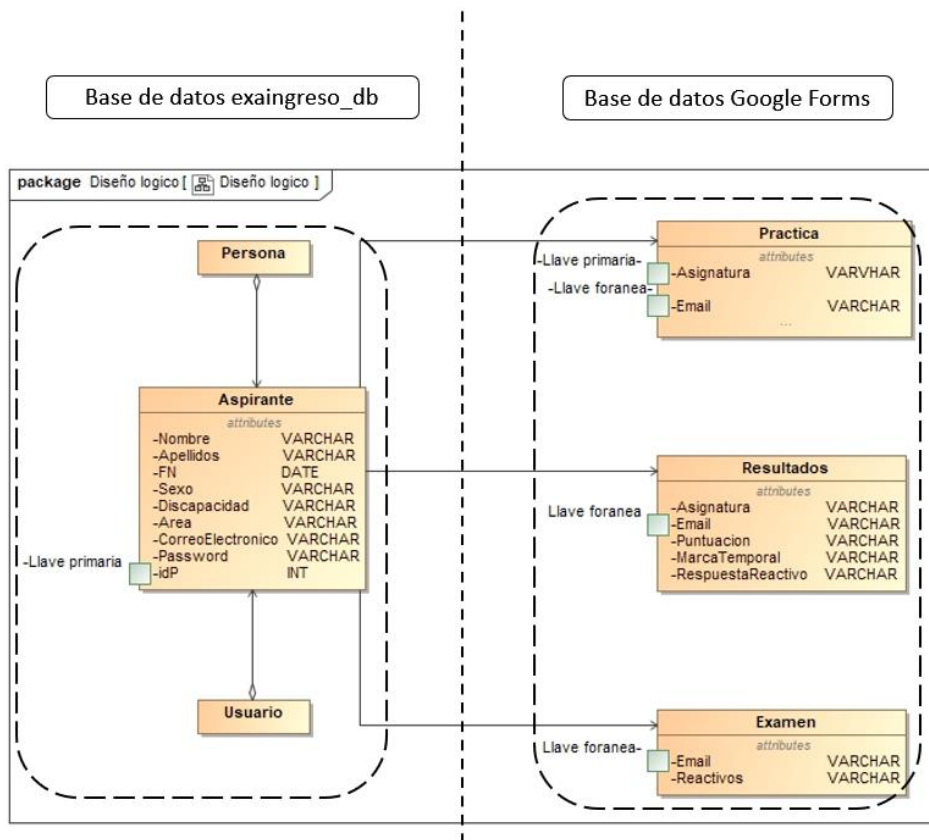 Base de datos exaingreso_db
Base de datos Google Forms
package Diseño logico [ Diseño logico ]
Persona
Aspirante
attributes
-Nombre VARCHAR
-Apellidos VARCHAR
-FN DATE
-Sexo VARCHAR
-Discapacidad VARCHAR
-Area VARCHAR
-CorreoElectronico VARCHAR
-Password VARCHAR
-Llave primaria
-idP INT
Usuario
Practica
attributes
-Llave primaria-
-Asignatura VARVHAR
-Llave foranea-
-Email VARCHAR
...
Resultados
attributes
-Asignatura VARCHAR
Llave foranea
-Email VARCHAR
-Puntuacion VARCHAR
-MarcaTemporal VARCHAR
-RespuestaReactivo VARCHAR
Examen
attributes
Llave foranea-
-Email VARCHAR
-Reactivos VARCHAR